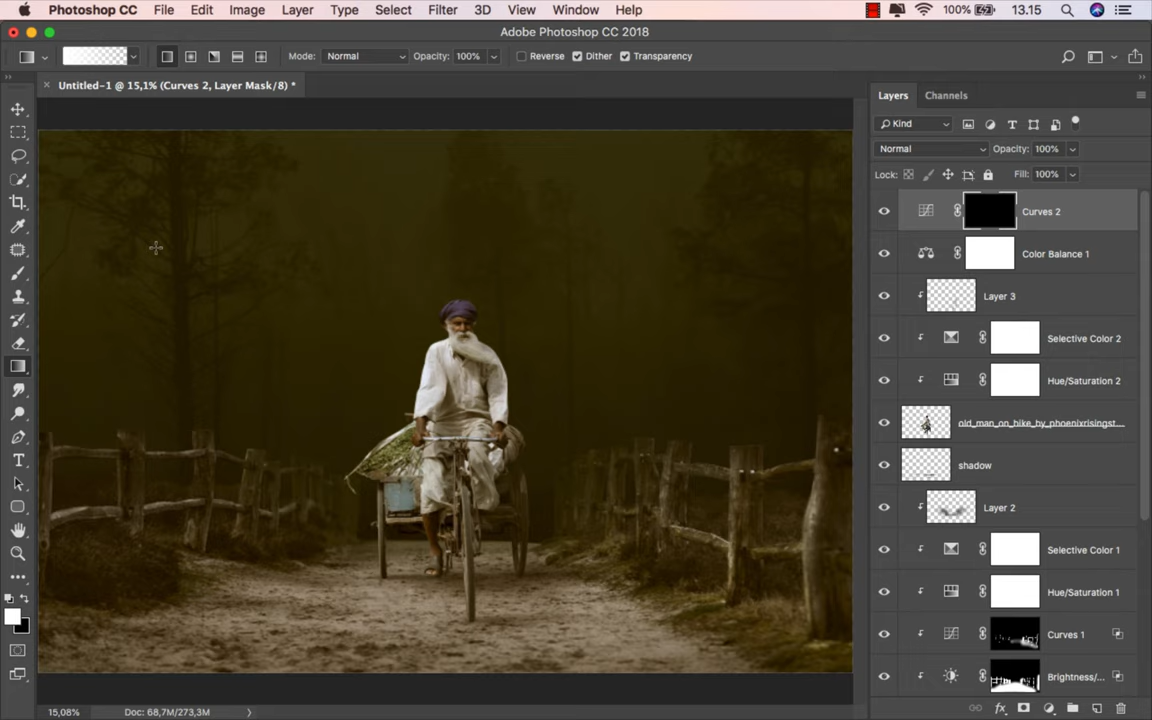 Photoshop CC File Edit Image Layer Type Select Filter 3D View Window Help 100% 13.15
Adobe Photoshop CC 2018
Mode: Normal Opacity: 100% Reverse Dither Transparency
Untitled-1 @ 15,1% (Curves 2, Layer Mask/8) *
Layers Channels
Kind
Normal Opacity: 100%
Lock: Fill: 100%
Curves 2
Color Balance 1
Layer 3
Selective Color 2
Hue/Saturation 2
old_man_on_bike_by_phoenixrisingst...
shadow
Layer 2
Selective Color 1
Hue/Saturation 1
Curves 1
Brightness/...
15,08% Doc: 68,7M/273,3M